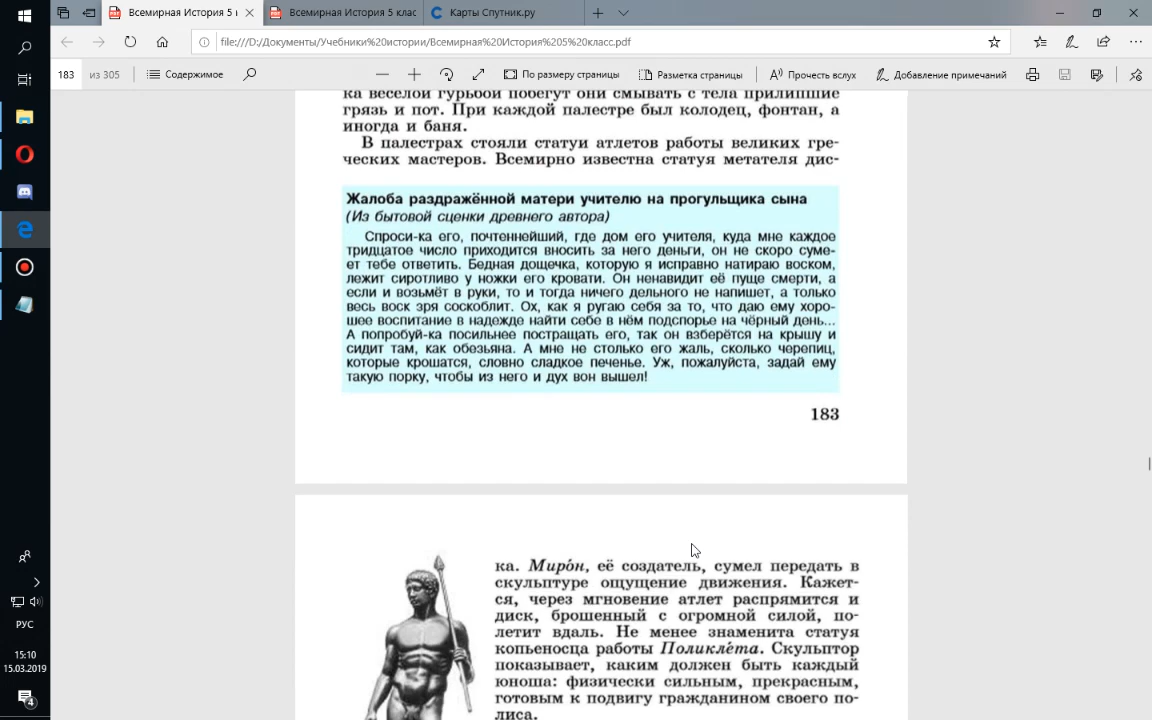 Всемирная История 5 к
Всемирная История 5 клас
Карты Спутник.ру
file:///D:/Документы/Учебники%20истории/Всемирная%20История%205%20класс.pdf
183 из 305 Содержимое По размеру страницы Разметка страницы Прочесть вслух Добавление примечаний
ка веселой гурьбой побегут они смывать с тела прилипшие
грязь и пот. При каждой палестре был колодец, фонтан, а
иногда и баня.
В палестрах стояли статуи атлетов работы великих гре-
ческих мастеров. Всемирно известна статуя метателя дис-
Жалоба раздражённой матери учителю на прогульщика сына
(Из бытовой сценки древнего автора)
Спроси-ка его, почтеннейший, где дом его учителя, куда мне каждое
тридцатое число приходится вносить за него деньги, он не скоро суме-
ет тебе ответить. Бедная дощечка, которую я исправно натираю воском,
лежит сиротливо у ножки его кровати. Он ненавидит её пуще смерти, а
если и возьмёт в руки, то и тогда ничего дельного не напишет, а только
весь воск зря соскоблит. Ох, как я ругаю себя за то, что даю ему хоро-
шее воспитание в надежде найти себе в нём подспорье на чёрный день...
А попробуй-ка посильнее постращать его, так он взберётся на крышу и
сидит там, как обезьяна. А мне не столько его жаль, сколько черепиц,
которые крошатся, словно сладкое печенье. Уж, пожалуйста, задай ему
такую порку, чтобы из него и дух вон вышел!
183
ка. Миро́н, её создатель, сумел передать в
скульптуре ощущение движения. Кажет-
ся, через мгновение атлет распрямится и
диск, брошенный с огромной силой, по-
летит вдаль. Не менее знаменита статуя
копьеносца работы Поликле́та. Скульптор
показывает, каким должен быть каждый
юноша: физически сильным, прекрасным,
готовым к подвигу гражданином своего по-
лиса.
РУС
15:10
15.03.2019
4